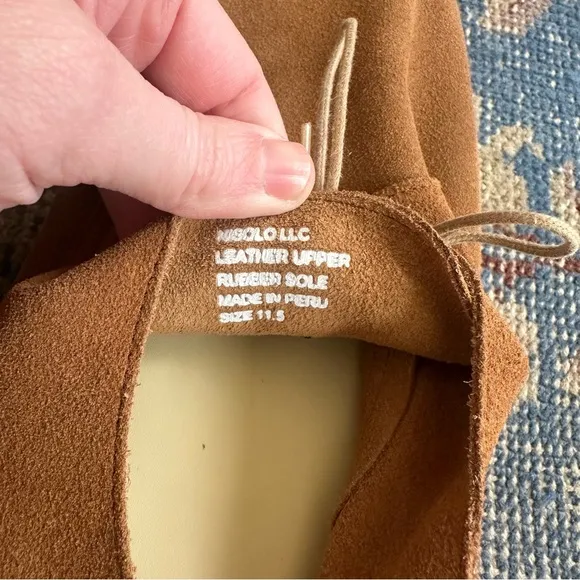 NISOLO LLC
LEATHER UPPER
RUBBER SOLE
MADE IN PERU
SIZE 11.5